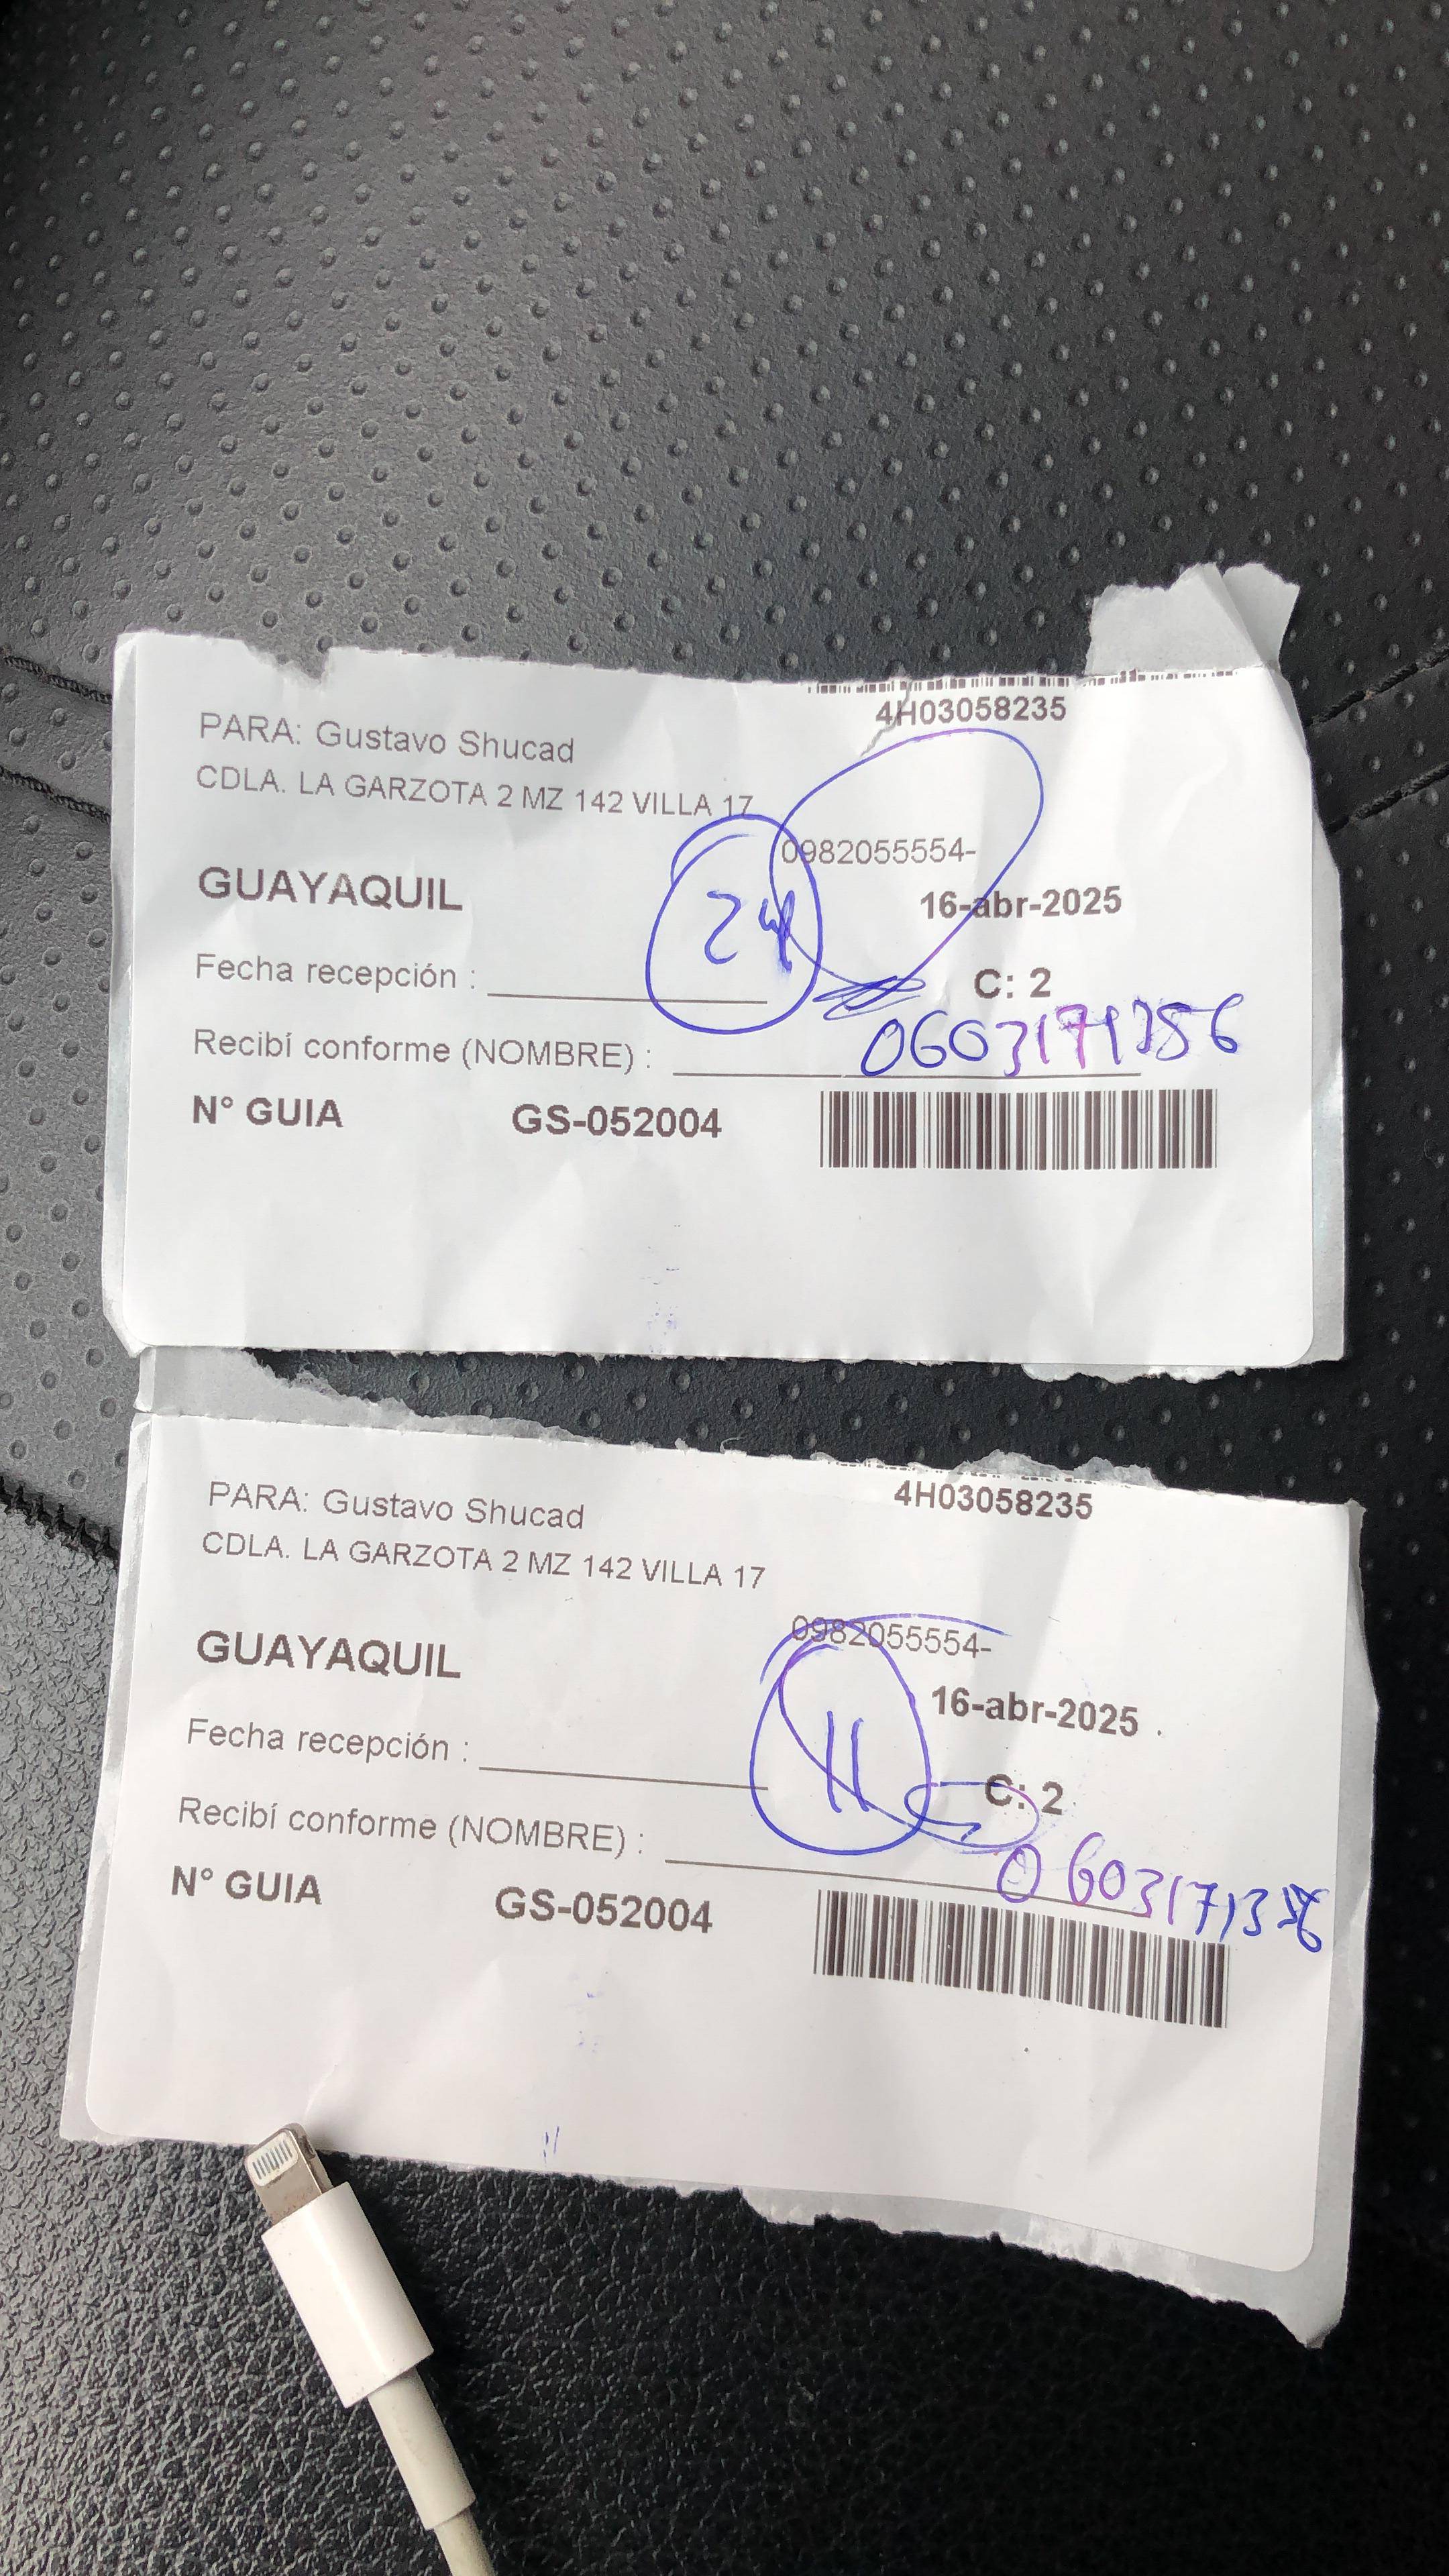 4H03058235
PARA: Gustavo Shucad
CDLA. LA GARZOTA 2 MZ 142 VILLA 17
0982055554-
GUAYAQUIL
24
16-abr-2025
Fecha recepción :
C: 2
0603171356
Recibí conforme (NOMBRE) :
N° GUIA GS-052004
4H03058235
PARA: Gustavo Shucad
CDLA. LA GARZOTA 2 MZ 142 VILLA 17
0982055554-
GUAYAQUIL
16-abr-2025
11
Fecha recepción :
C: 2
Recibí conforme (NOMBRE) :
0603171356
N° GUIA GS-052004